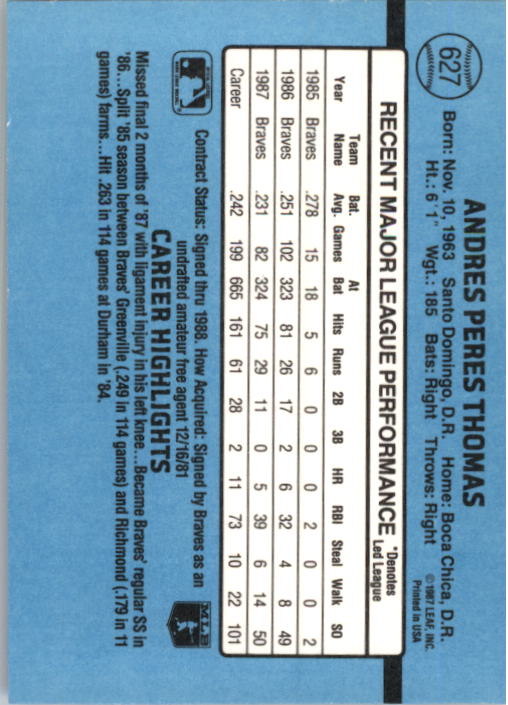 627
ANDRES PERES THOMAS
Born: Nov. 10, 1963 Santo Domingo, D.R. Home: Boca Chica, D.R.
Ht.: 6'1" Wgt.: 185 Bats: Right Throws: Right
© 1987 LEAF, INC.
Printed in USA
RECENT MAJOR LEAGUE PERFORMANCE *Denotes Led League
Year Team Name Bat. Avg. Games At Bat Hits Runs 2B 3B HR RBI Steal Walk SO
1985 Braves .278 15 18 5 6 0 0 0 2 0 0 2
1986 Braves .251 102 323 81 26 17 2 6 32 4 8 49
1987 Braves .231 82 324 75 29 11 0 5 39 6 14 50
Career .242 199 665 161 61 28 2 11 73 10 22 101
Contract Status: Signed thru 1988. How Acquired: Signed by Braves as an
undrafted amateur free agent 12/16/81
MLB
CAREER HIGHLIGHTS
Missed final 2 months of '87 with ligament injury in his left knee...Became Braves' regular SS in
'86...Split '85 season between Braves' Greenville (.249 in 114 games) and Richmond (.179 in 11
games) farms...Hit .263 in 114 games at Durham in '84.